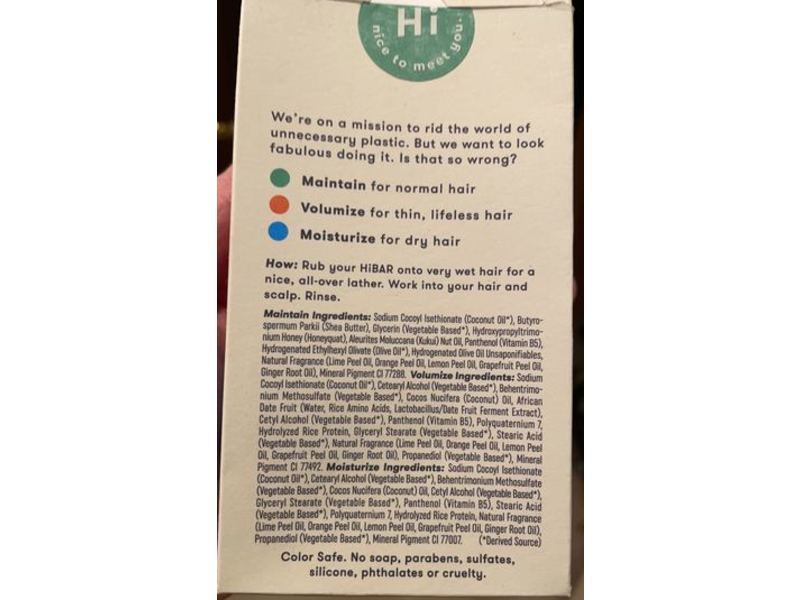 Hi
nice to meet you.
We're on a mission to rid the world of
unnecessary plastic. But we want to look
fabulous doing it. Is that so wrong?
Maintain for normal hair
Volumize for thin, lifeless hair
Moisturize for dry hair
How: Rub your HiBAR onto very wet hair for a
nice, all-over lather. Work into your hair and
scalp. Rinse.
Maintain Ingredients: Sodium Cocoyl Isethionate (Coconut Oil*), Butyro-
spermum Parkii (Shea Butter), Glycerin (Vegetable Based*), Hydroxypropyltrimo-
nium Honey (Honeyquat), Aleurites Moluccana (Kukui) Nut Oil, Panthenol (Vitamin B5),
Hydrogenated Ethylhexyl Olivate (Olive Oil*), Hydrogenated Olive Oil Unsaponifiables,
Natural Fragrance (Lime Peel Oil, Orange Peel Oil, Lemon Peel Oil, Grapefruit Peel Oil,
Ginger Root Oil), Mineral Pigment CI 77288. Volumize Ingredients: Sodium
Cocoyl Isethionate (Coconut Oil*), Cetearyl Alcohol (Vegetable Based*), Behentrimo-
nium Methosulfate (Vegetable Based*), Cocos Nucifera (Coconut) Oil, African
Date Fruit (Water, Rice Amino Acids, Lactobacillus/Date Fruit Ferment Extract),
Cetyl Alcohol (Vegetable Based*), Panthenol (Vitamin B5), Polyquaternium 7,
Hydrolyzed Rice Protein, Glyceryl Stearate (Vegetable Based*), Stearic Acid
(Vegetable Based*), Natural Fragrance (Lime Peel Oil, Orange Peel Oil, Lemon Peel
Oil, Grapefruit Peel Oil, Ginger Root Oil), Propanediol (Vegetable Based*), Mineral
Pigment CI 77492. Moisturize Ingredients: Sodium Cocoyl Isethionate
(Coconut Oil*), Cetearyl Alcohol (Vegetable Based*), Behentrimonium Methosulfate
(Vegetable Based*), Cocos Nucifera (Coconut) Oil, Cetyl Alcohol (Vegetable Based*),
Glyceryl Stearate (Vegetable Based*), Panthenol (Vitamin B5), Stearic Acid
(Vegetable Based*), Polyquaternium 7, Hydrolyzed Rice Protein, Natural Fragrance
(Lime Peel Oil, Orange Peel Oil, Lemon Peel Oil, Grapefruit Peel Oil, Ginger Root Oil),
Propanediol (Vegetable Based*), Mineral Pigment CI 77007. (*Derived Source)
Color Safe. No soap, parabens, sulfates,
silicone, phthalates or cruelty.